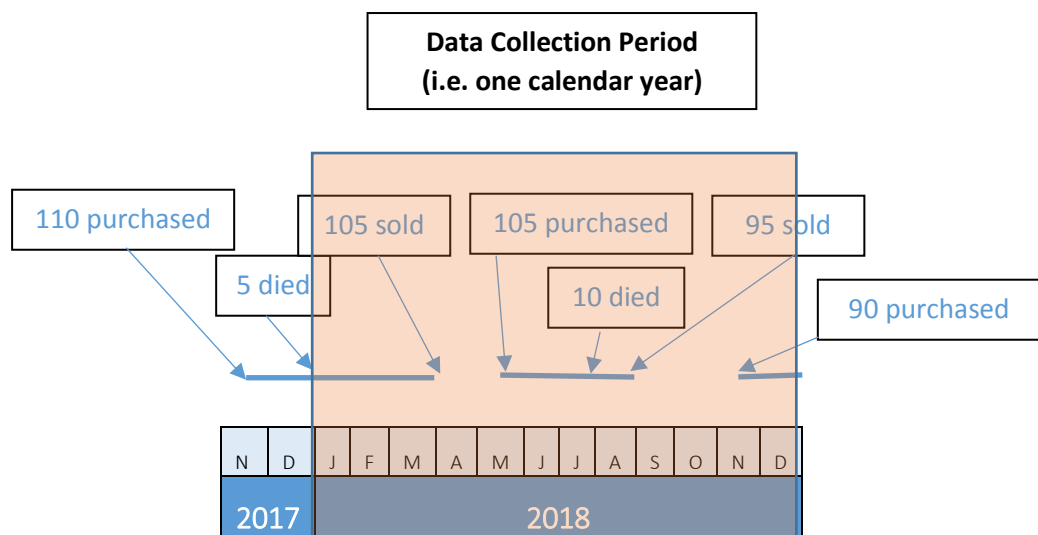 Data Collection Period
(i.e. one calendar year)
110 purchased
105 sold
105 purchased
95 sold
5 died
10 died
90 purchased
N D J F M A M J J A S O N D
2017 2018